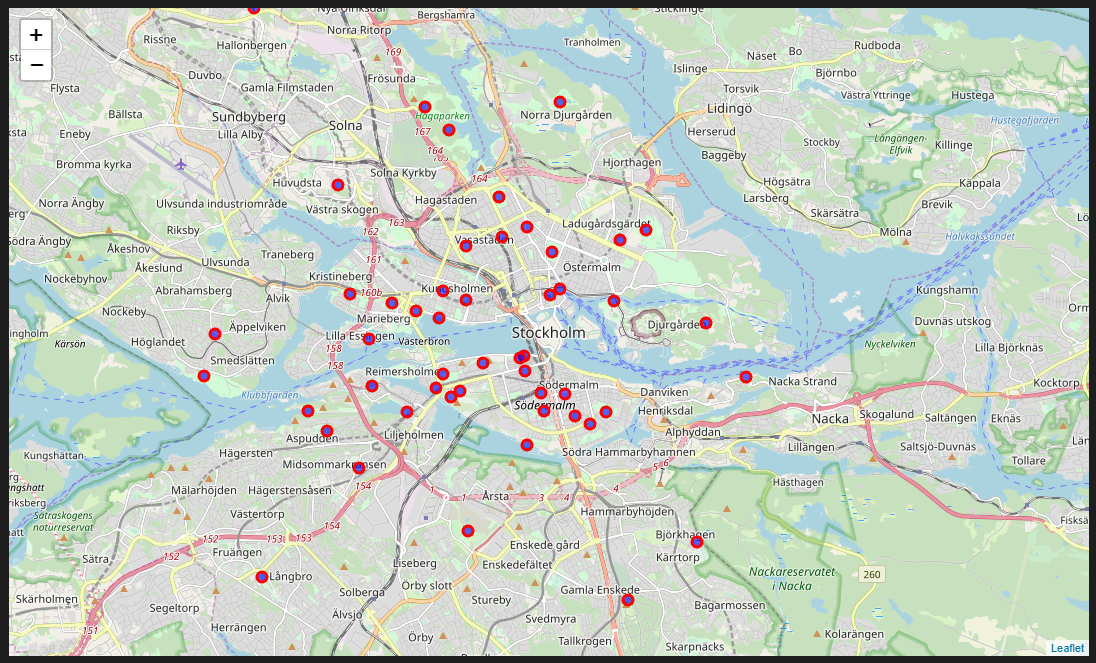 Nya Ulriksdal
Bergshamra
Sticklinge
Rissne
Norra Ritorp
Hallonbergen
Tranholmen
Rudboda
Bo
Näset
+
169
Islinge
Björnbo
−
Duvbo
Frösunda
Flysta
Gamla Filmstaden
Torsvik
Västra Yttringe
Hustega
Lidingö
Bällsta
Sundbyberg
Hagaparken
Norra Djurgården
Hustegafjärden
Solna
Eneby
Lilla Alby
167
Herserud
Långängen-
Elfvik
Stockby
Killinge
164
Baggeby
Bromma kyrka
Hjorthagen
Solna Kyrkby
Huvudsta
164
Högsätra
Käppala
Norra Ängby
Ulvsunda industriområde
Västra skogen
Hagastaden
Larsberg
Brevik
Skärsätra
163
Ladugårdsgärdet
Riksby
162
Mölna
Halvkakssundet
Södra Ängby
Åkeshov
Vasastaden
Traneberg
161
Åkeslund
Ulvsunda
Östermalm
Kristineberg
Nockebyhov
Abrahamsberg
Kungsholmen
Kungshamn
160b
Alvik
Nockeby
Marieberg
Djurgården
Duvnäs utskog
Äppelviken
Stockholm
Lilla Essingen
Höglandet
Västerbron
Kärsön
Nyckelviken
Lilla Björknäs
158
Smedslätten
158
Reimersholme
Nacka Strand
Kocktorp
Södermalm
Danviken
Klubbfjärden
Södermalm
Henriksdal
Nacka
Skogalund
Saltängen
Eknäs
Alphyddan
Aspudden
Liljeholmen
Lillängen
Saltsjö-Duvnäs
Hägersten
Södra Hammarbyhamnen
Kungshättan
Tollare
Midsommarkransen
Hästhagen
154
Mälarhöjden
Hägerstensåsen
Årsta
Sätraskogens
naturreservat
Västertorp
Hammarbyhöjden
154
152
153
153
Björkhagen
Enskede gård
Fruängen
152
Kärrtorp
Sätra
Liseberg
Enskedefältet
Nackareservatet
i Nacka
260
Långbro
Örby slott
Gamla Enskede
Solberga
Skärholmen
Stureby
Segeltorp
Bagarmossen
Älvsjö
Svedmyra
Herrängen
151
Örby
Tallkrogen
Kolarängen
Skarpnäcks
Leaflet